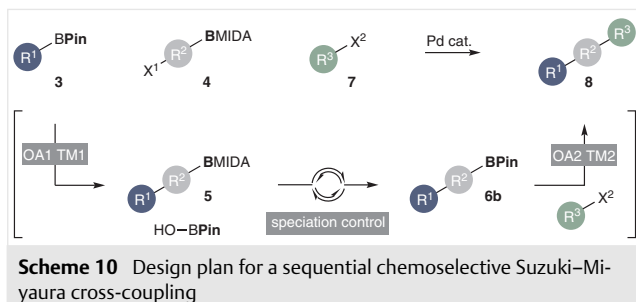 BPin
R1
3
BMIDA
R2
X1
4
X2
R3
7
Pd cat.
R3
R2
R1
8
OA1 TM1
BMIDA
R2
R1
5
HO–BPin
speciation control
BPin
R2
R1
6b
OA2 TM2
X2
R3
Scheme 10 Design plan for a sequential chemoselective Suzuki–Mi-
yaura cross-coupling